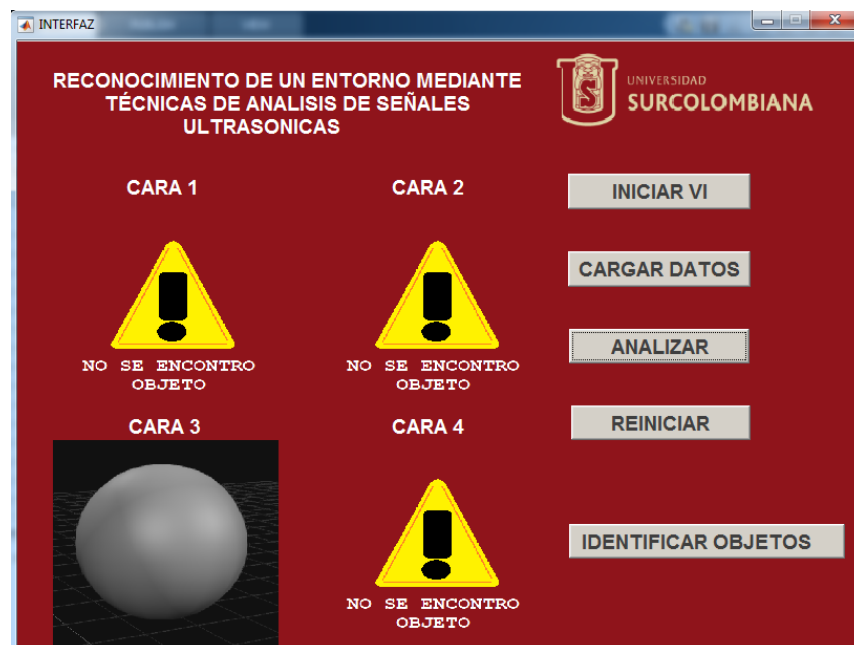 INTERFAZ
RECONOCIMIENTO DE UN ENTORNO MEDIANTE
TÉCNICAS DE ANALISIS DE SEÑALES
ULTRASONICAS
UNIVERSIDAD
SURCOLOMBIANA
CARA 1
CARA 2
INICIAR VI
CARGAR DATOS
ANALIZAR
NO SE ENCONTRO
OBJETO
NO SE ENCONTRO
OBJETO
CARA 3
CARA 4
REINICIAR
IDENTIFICAR OBJETOS
NO SE ENCONTRO
OBJETO